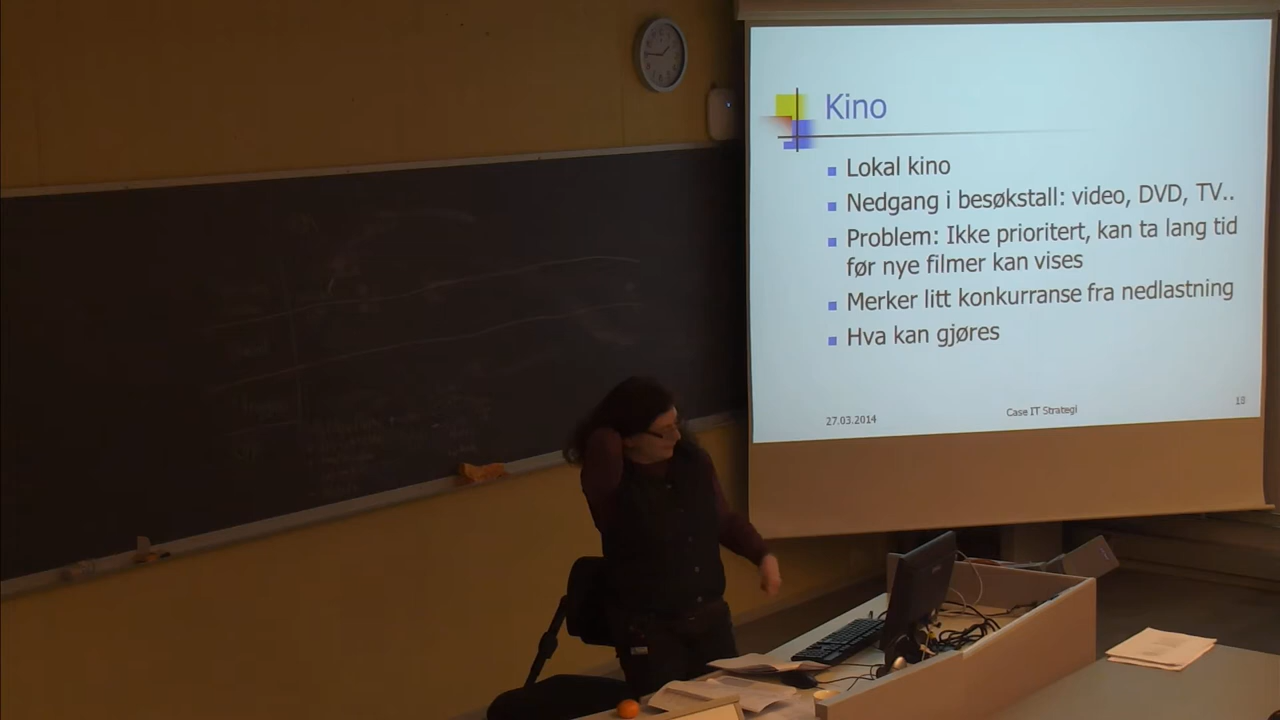 Kino
Lokal kino
Nedgang i besøkstall: video, DVD, TV..
Problem: Ikke prioritert, kan ta lang tid
før nye filmer kan vises
Merker litt konkurranse fra nedlastning
Hva kan gjøres
27.03.2014
Case IT Strategi
18